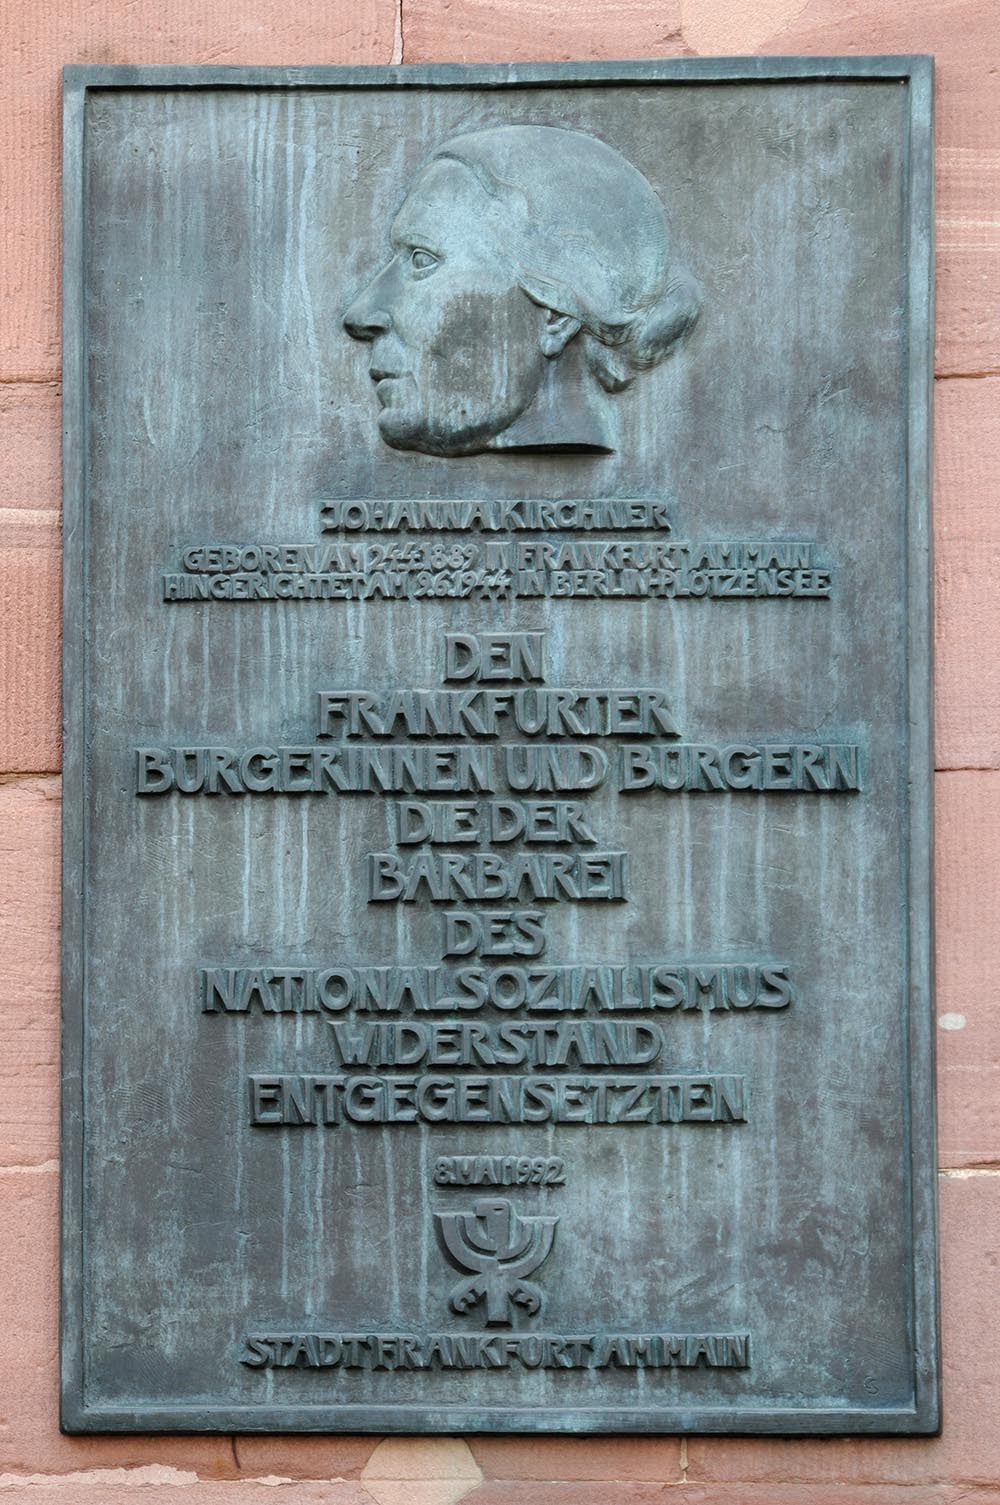 JOHANNA KIRCHNER
GEBOREN AM 24.4.1889 IN FRANKFURT AM MAIN
HINGERICHTET AM 9.6.1944 IN BERLIN-PLÖTZENSEE
DEN
FRANKFURTER
BÜRGERINNEN UND BÜRGERN
DIE DER
BARBAREI
DES
NATIONALSOZIALISMUS
WIDERSTAND
ENTGEGENSETZTEN
8.MAI 1992
STADT FRANKFURT AM MAIN